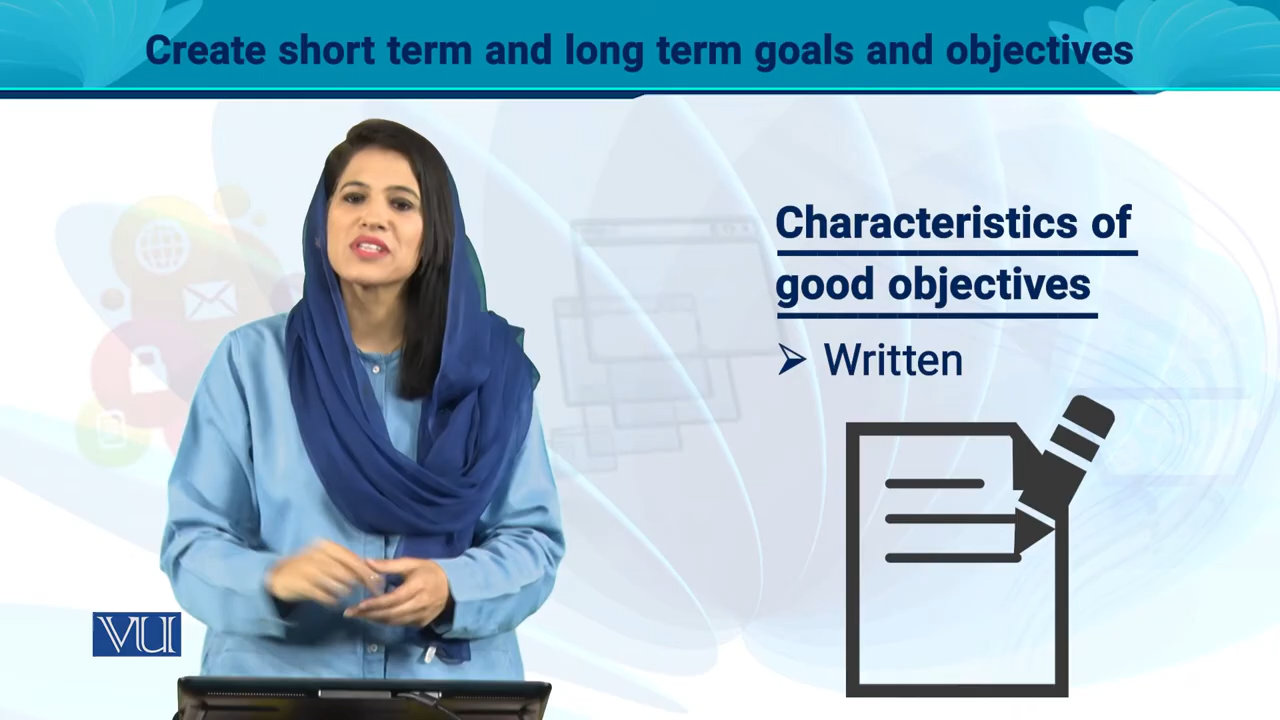 Create short term and long term goals and objectives
Characteristics of
good objectives
➢ Written
VU